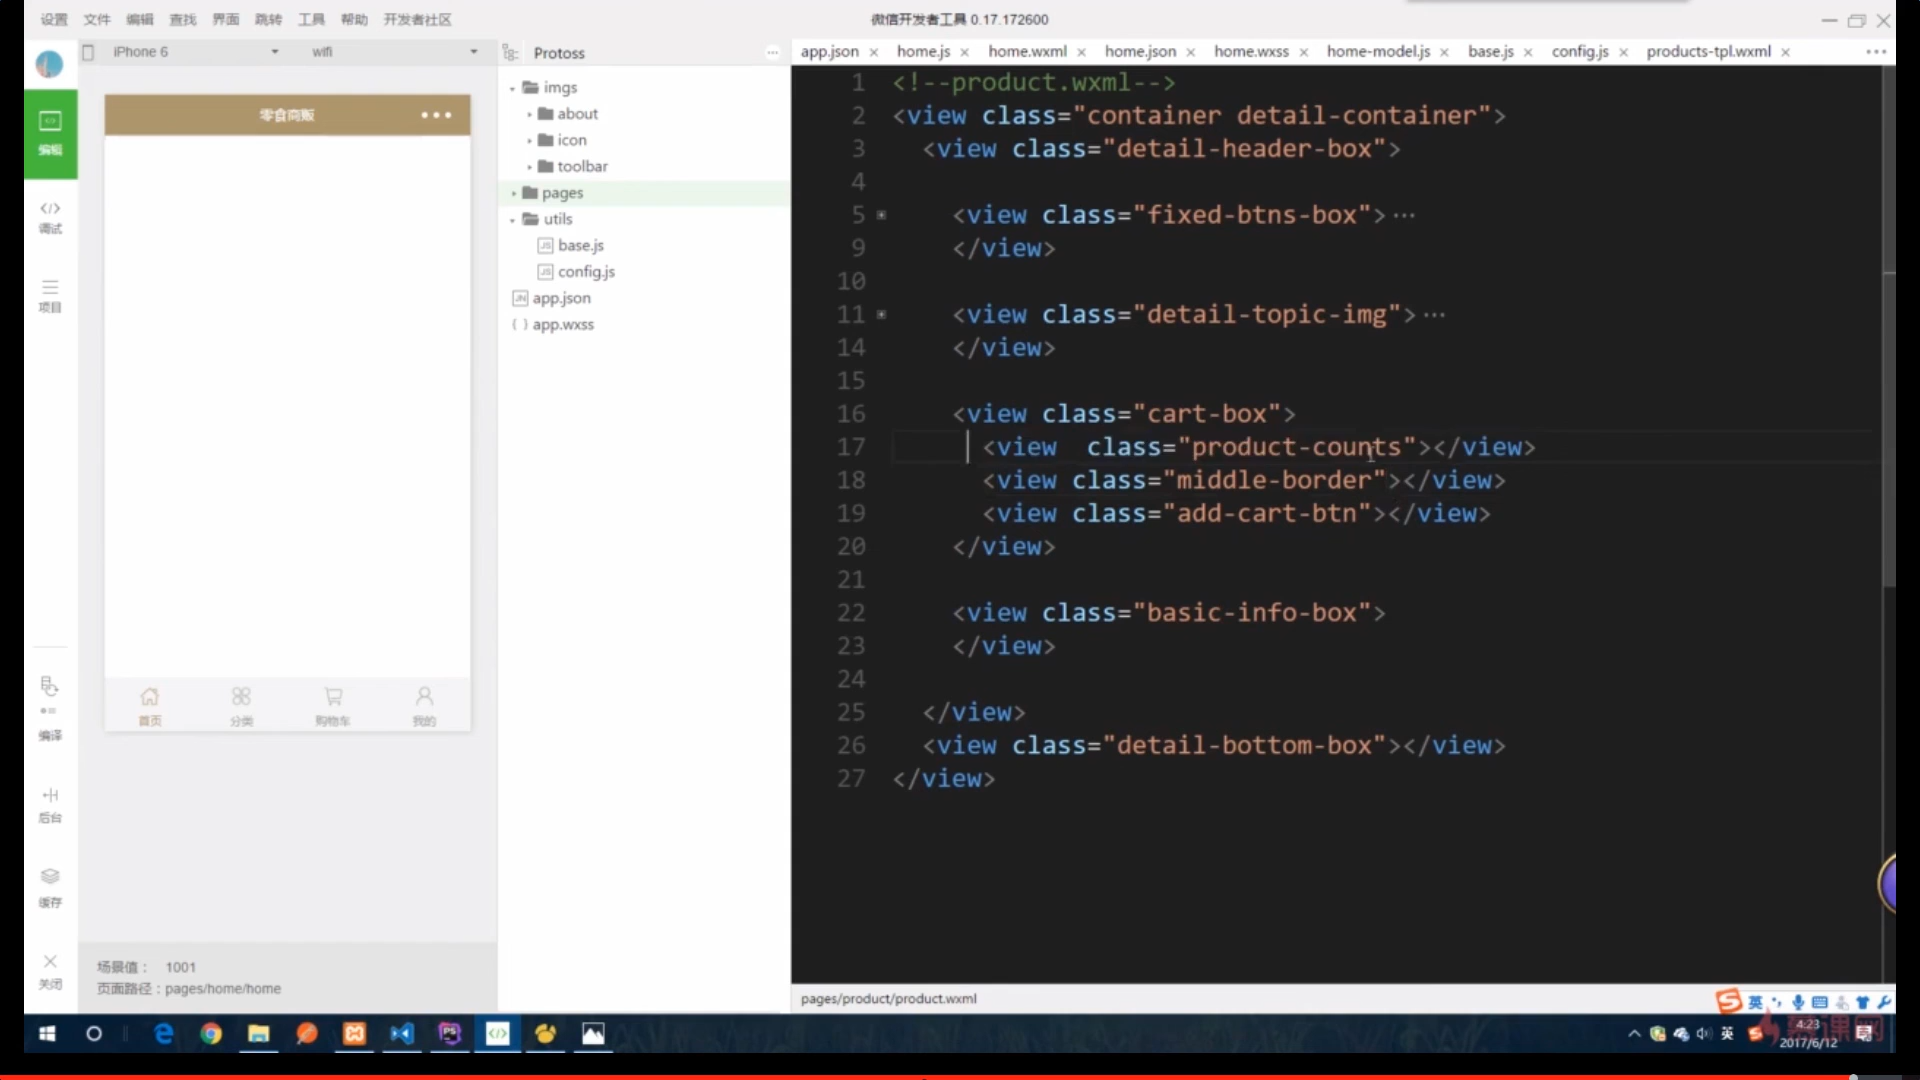 设置 文件 编辑 查找 界面 跳转 工具 帮助 开发者社区
微信开发者工具 0.17.172600
iPhone 6
wifi
Protoss
app.json × home.js × home.wxml × home.json × home.wxss × home-model.js × base.js × config.js × products-tpl.wxml ×
编辑
调试
项目
编译
后台
缓存
关闭
零食商贩
首页
分类
购物车
我的
场景值： 1001
页面路径：pages/home/home
imgs
about
icon
toolbar
pages
utils
JS base.js
JS config.js
JN app.json
{ } app.wxss
1 <!--product.wxml-->
2 <view class="container detail-container">
3 <view class="detail-header-box">
4
5 <view class="fixed-btns-box">···
9 </view>
10
11 <view class="detail-topic-img">···
14 </view>
15
16 <view class="cart-box">
17 <view  class="product-counts"></view>
18 <view class="middle-border"></view>
19 <view class="add-cart-btn"></view>
20 </view>
21
22 <view class="basic-info-box">
23 </view>
24
25 </view>
26 <view class="detail-bottom-box"></view>
27 </view>
pages/product/product.wxml
英
PS
英
4:23
2017/6/12